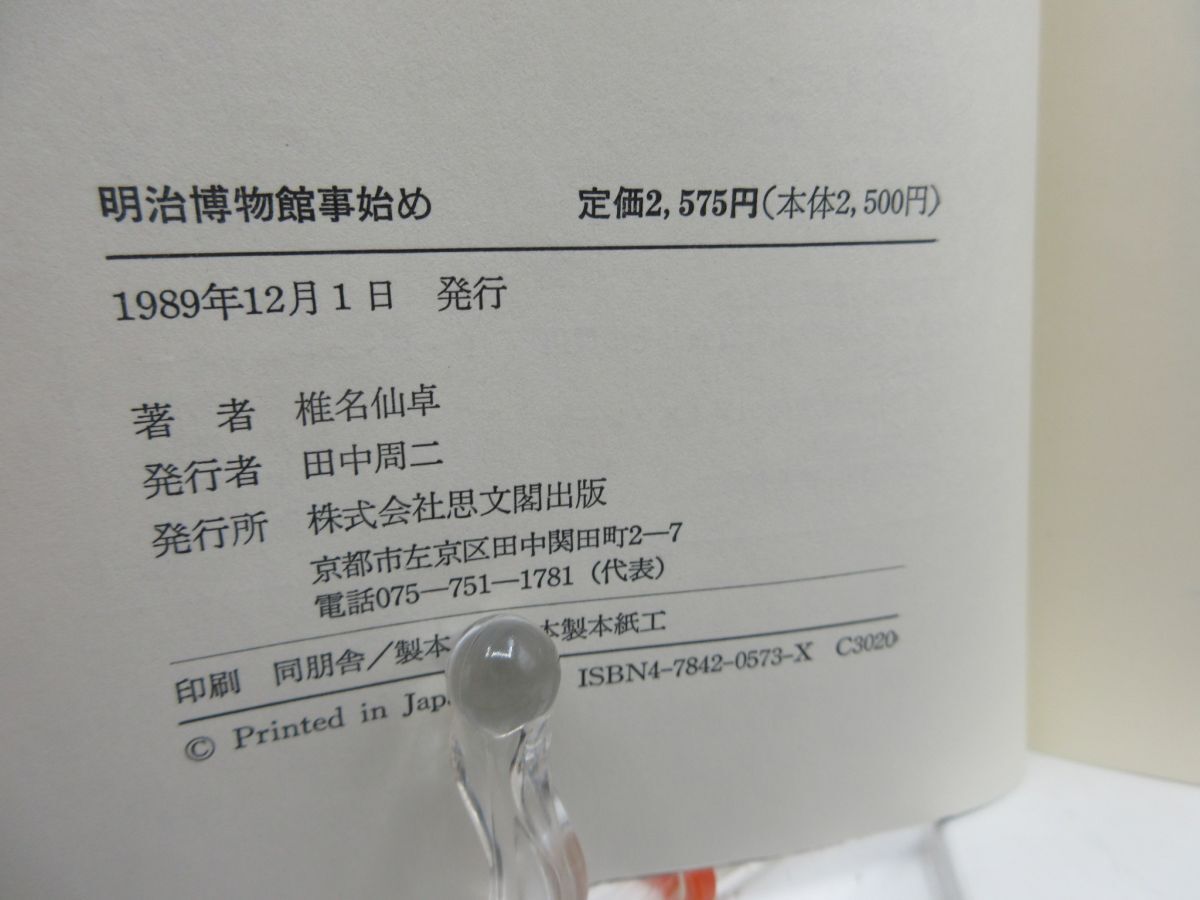 明治博物館事始め　定価2,575円(本体2,500円)
1989年12月1日　発行
著　者　椎名仙卓
発行者　田中周二
発行所　株式会社思文閣出版
京都市左京区田中関田町2—7
電話075—751—1781（代表）
印刷　同朋舎／製本　本製本紙工
© Printed in　ISBN4-7842-0573-X　C3020